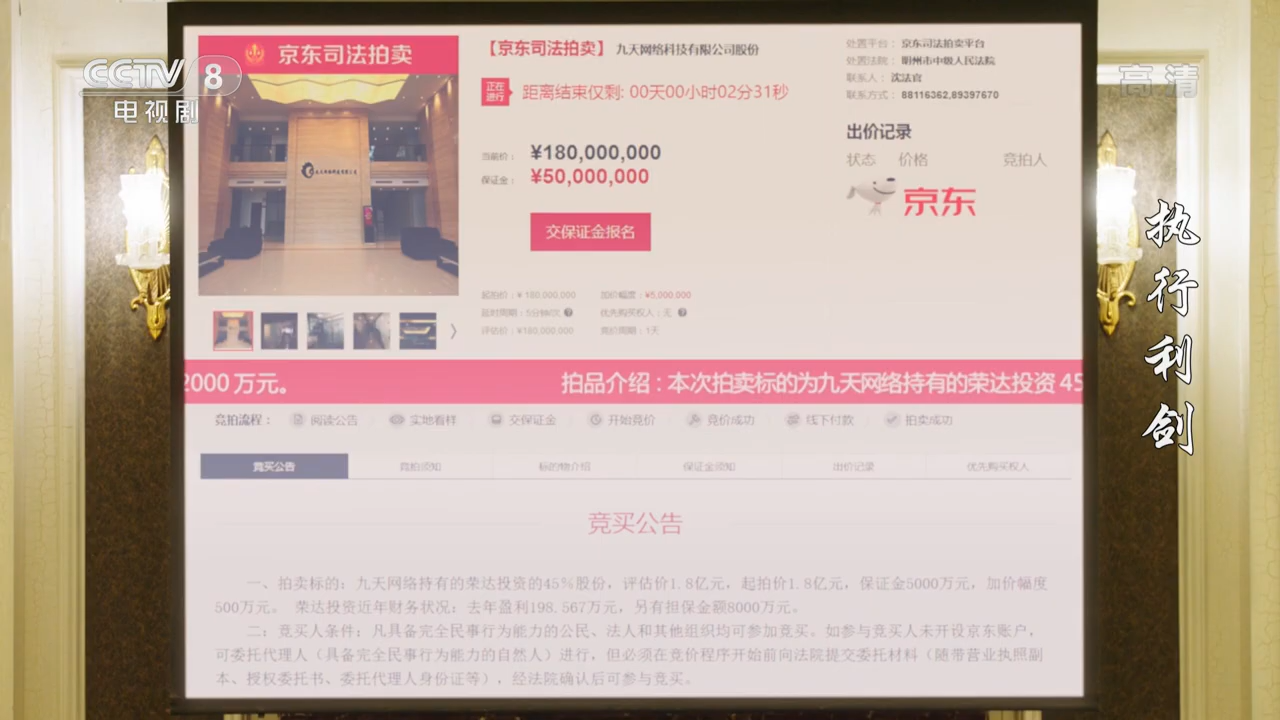 CCTV 8
电视剧
高清
执行利剑
京东司法拍卖
【京东司法拍卖】 九天网络科技有限公司股份
正在进行
距离结束仅剩: 00天00小时02分31秒
当前价： ¥180,000,000
保证金： ¥50,000,000
交保证金报名
起拍价：¥ 180,000,000 加价幅度：¥5,000,000
延时周期：5分钟/次 优先购买权人：无
评估价：¥180,000,000 竞价周期：1天
处置平台： 京东司法拍卖平台
处置法院： 明州市中级人民法院
联系人： 沈法官
联系方式： 88116362,89397670
出价记录
状态 价格 竞拍人
京东
2000 万元。 拍品介绍：本次拍卖标的为九天网络持有的荣达投资 45
竞拍流程： 阅读公告 实地看样 交保证金 开始竞价 竞价成功 线下付款 拍卖成功
竞买公告 竞拍须知 标的物介绍 保证金须知 出价记录 优先购买权人
竞买公告
一、拍卖标的：九天网络持有的荣达投资的45%股份，评估价1.8亿元，起拍价1.8亿元，保证金5000万元，加价幅度
500万元。 荣达投资近年财务状况：去年盈利198.567万元，另有担保金额8000万元。
二：竞买人条件：凡具备完全民事行为能力的公民、法人和其他组织均可参加竞买。如参与竞买人未开设京东账户，
可委托代理人（具备完全民事行为能力的自然人）进行，但必须在竞价程序开始前向法院提交委托材料（随带营业执照副
本、授权委托书、委托代理人身份证等），经法院确认后可参与竞买。